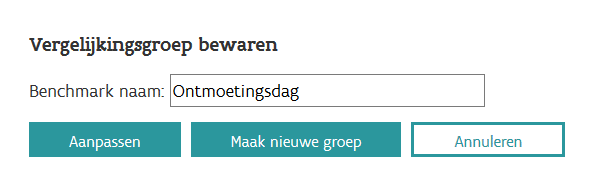 Vergelijkingsgroep bewaren
Benchmark naam: Ontmoetingsdag
Aanpassen Maak nieuwe groep Annuleren